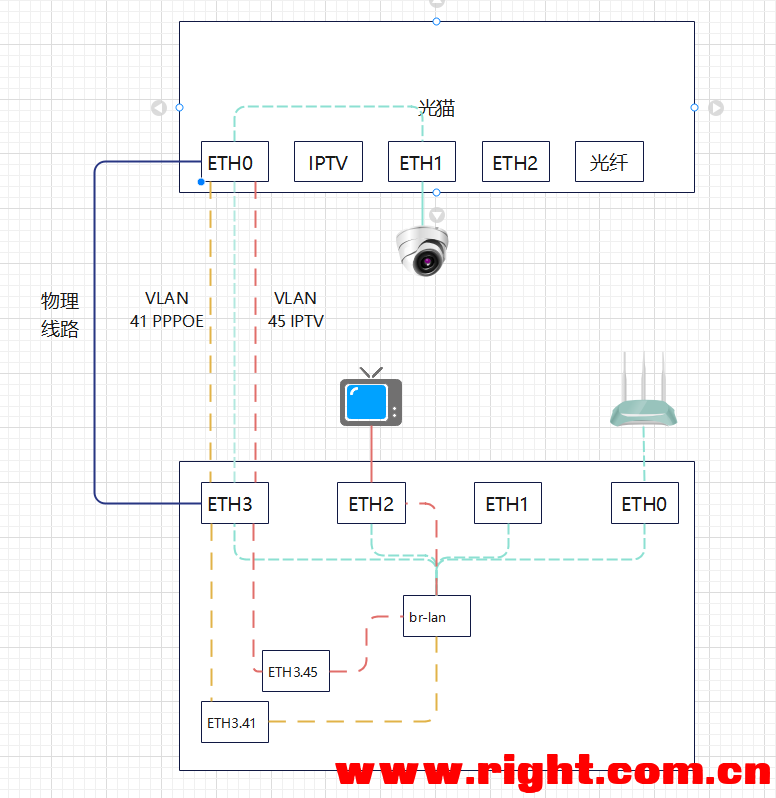 光猫
ETH0
IPTV
ETH1
ETH2
光纤
物理
线路
VLAN
41 PPPOE
VLAN
45 IPTV
ETH3
ETH2
ETH1
ETH0
br-lan
ETH3.45
ETH3.41
www.right.com.cn